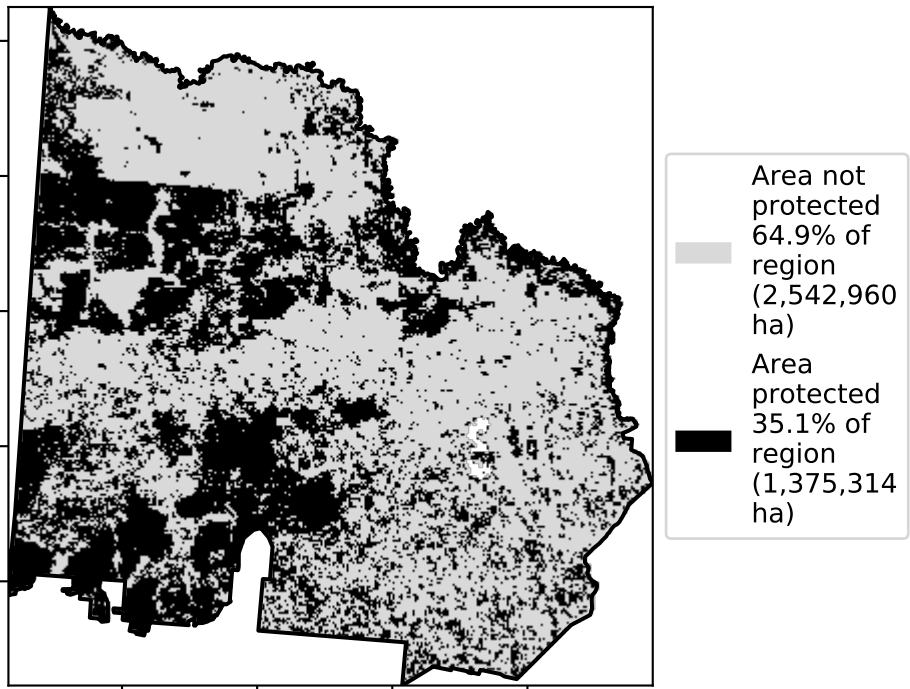 Area not
protected
64.9% of
region
(2,542,960
ha)
Area
protected
35.1% of
region
(1,375,314
ha)